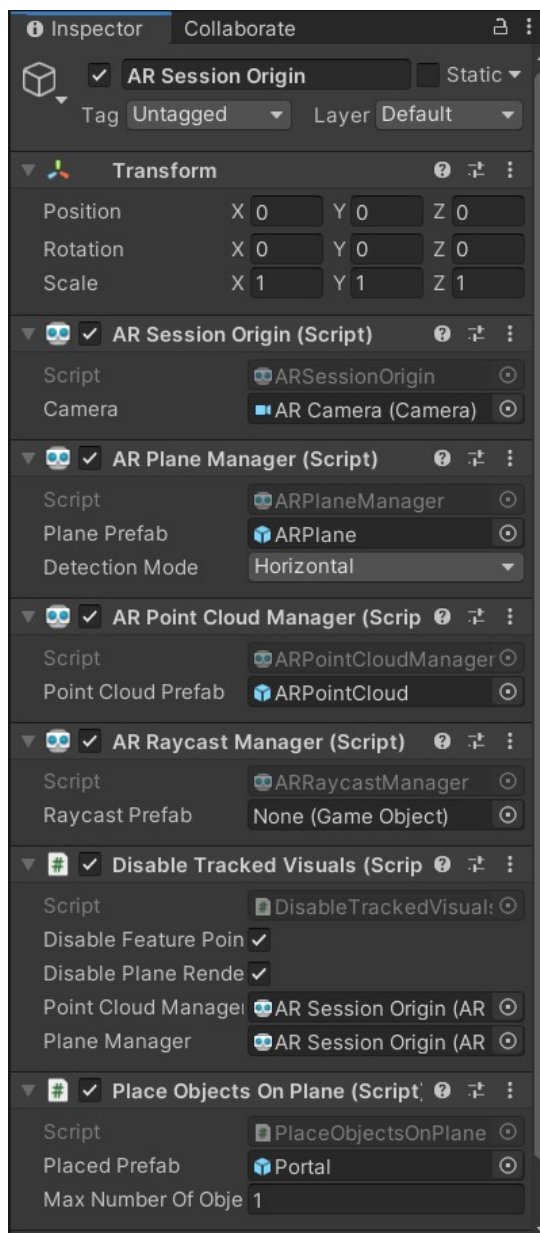 Inspector Collaborate
AR Session Origin Static
Tag Untagged Layer Default
Transform
Position X 0 Y 0 Z 0
Rotation X 0 Y 0 Z 0
Scale X 1 Y 1 Z 1
AR Session Origin (Script)
Script ARSessionOrigin
Camera AR Camera (Camera)
AR Plane Manager (Script)
Script ARPlaneManager
Plane Prefab ARPlane
Detection Mode Horizontal
AR Point Cloud Manager (Scrip
Script ARPointCloudManager
Point Cloud Prefab ARPointCloud
AR Raycast Manager (Script)
Script ARRaycastManager
Raycast Prefab None (Game Object)
Disable Tracked Visuals (Scrip
Script DisableTrackedVisuals
Disable Feature Poin
Disable Plane Rende
Point Cloud Manager AR Session Origin (AR
Plane Manager AR Session Origin (AR
Place Objects On Plane (Script)
Script PlaceObjectsOnPlane
Placed Prefab Portal
Max Number Of Obje 1